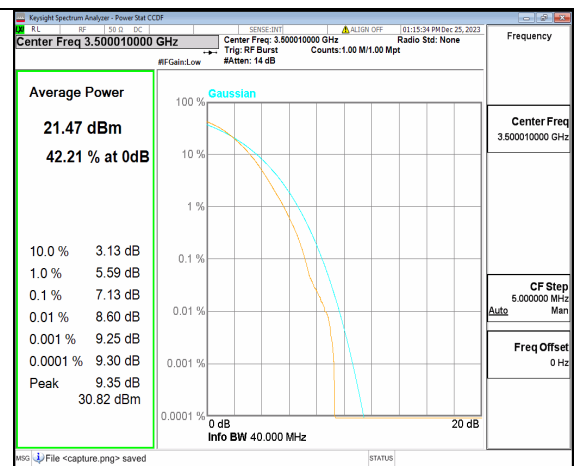 Keysight Spectrum Analyzer - Power Stat CCDF
RL RF 50 Ω DC SENSE:INT ALIGN OFF 01:15:34 PM Dec 25, 2023
Center Freq 3.500010000 GHz
Center Freq: 3.500010000 GHz Radio Std: None
Trig: RF Burst Counts:1.00 M/1.00 Mpt
#IFGain:Low #Atten: 14 dB
Frequency
Average Power
21.47 dBm
42.21 % at 0dB
10.0 % 3.13 dB
1.0 % 5.59 dB
0.1 % 7.13 dB
0.01 % 8.60 dB
0.001 % 9.25 dB
0.0001 % 9.30 dB
Peak 9.35 dB
30.82 dBm
Gaussian
100 %
10 %
1 %
0.1 %
0.01 %
0.001 %
0.0001 %
0 dB 20 dB
Info BW 40.000 MHz
Center Freq
3.500010000 GHz
CF Step
5.000000 MHz
Auto Man
Freq Offset
0 Hz
MSG File <capture.png> saved STATUS